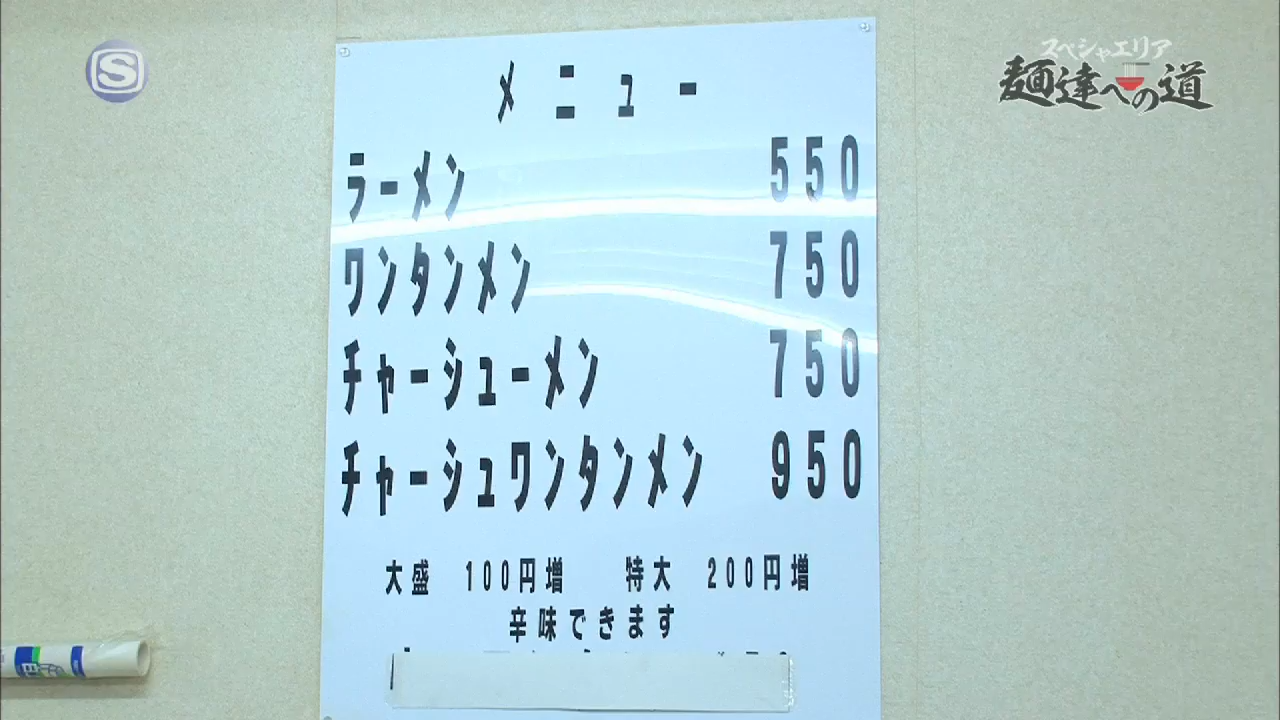 S
スペシャエリア
麺達への道
メニュー
ラーメン 550
ワンタンメン 750
チャーシューメン 750
チャーシュワンタンメン 950
大盛 100円増 特大 200円増
辛味できます